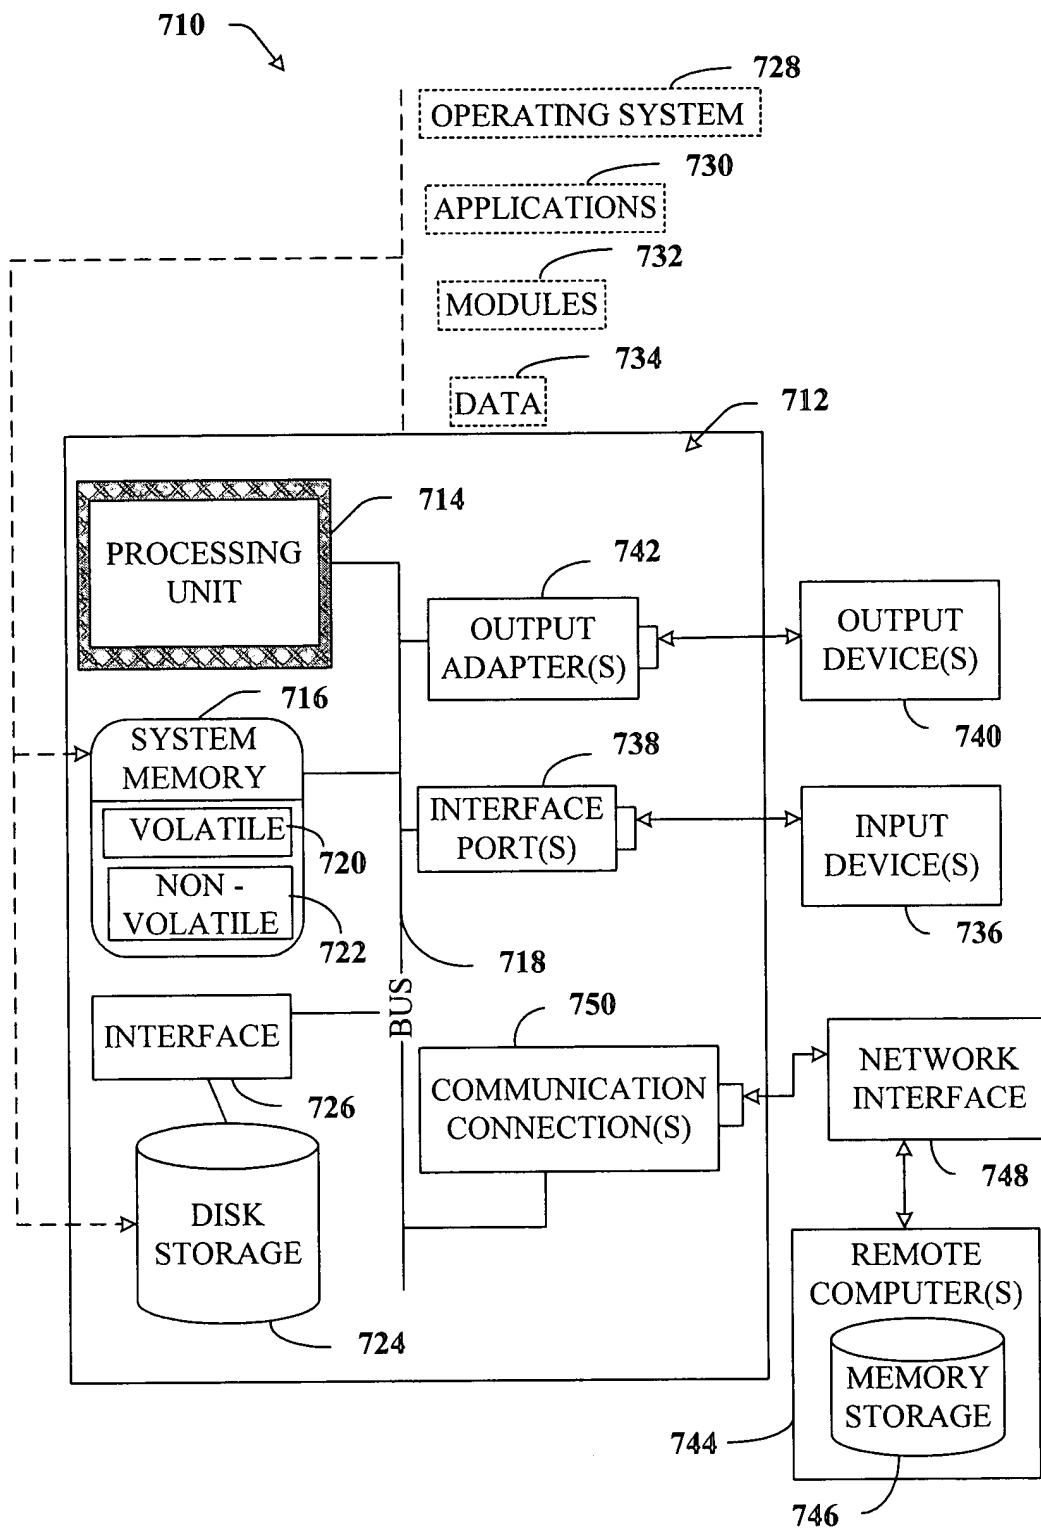 710
728
OPERATING SYSTEM
730
APPLICATIONS
732
MODULES
734
DATA
712
714
PROCESSING
UNIT
742
OUTPUT
ADAPTER(S)
OUTPUT
DEVICE(S)
740
716
SYSTEM
MEMORY
VOLATILE
720
NON -
VOLATILE
722
738
INTERFACE
PORT(S)
INPUT
DEVICE(S)
736
718
BUS
INTERFACE
726
750
COMMUNICATION
CONNECTION(S)
NETWORK
INTERFACE
748
DISK
STORAGE
724
REMOTE
COMPUTER(S)
MEMORY
STORAGE
744
746